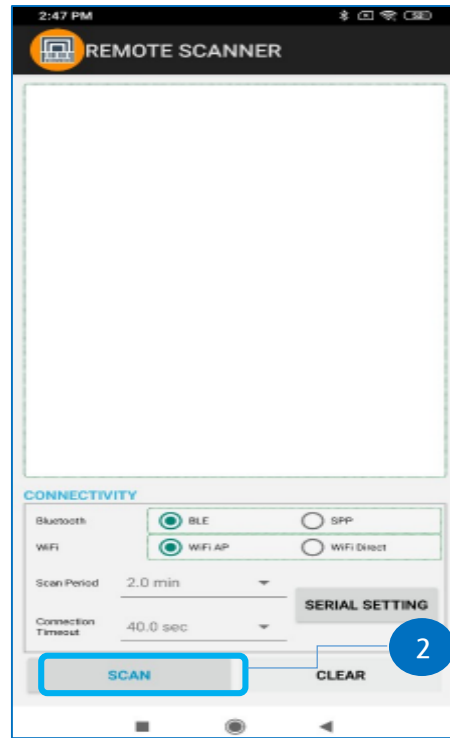 2:47 PM
REMOTE SCANNER
CONNECTIVITY
Bluetooth BLE SPP
WiFi WiFi AP WiFi Direct
Scan Period 2.0 min
SERIAL SETTING
Connection Timeout 40.0 sec
2
SCAN CLEAR